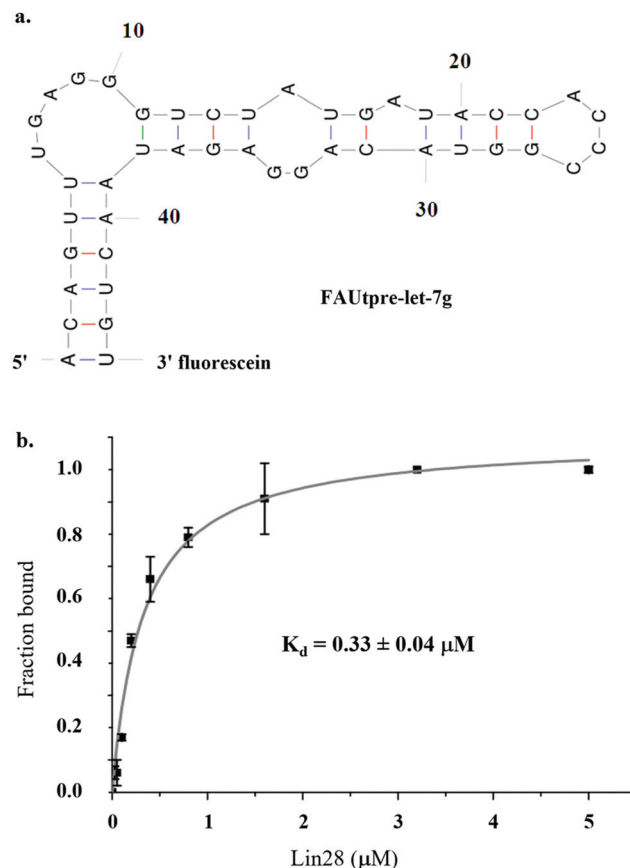 a.
10
20
U G A G G
G U C U A U G A U A C C A C C C
U A G A G G A C A U G G
30
U A
U A
40
G C
A U
C G
5' A U 3' fluorescein
FAUtpre-let-7g
b.
1.0
0.8
0.6
0.4
0.2
0.0
Fraction bound
Kd = 0.33 ± 0.04 µM
0 1 2 3 4 5
Lin28 (µM)